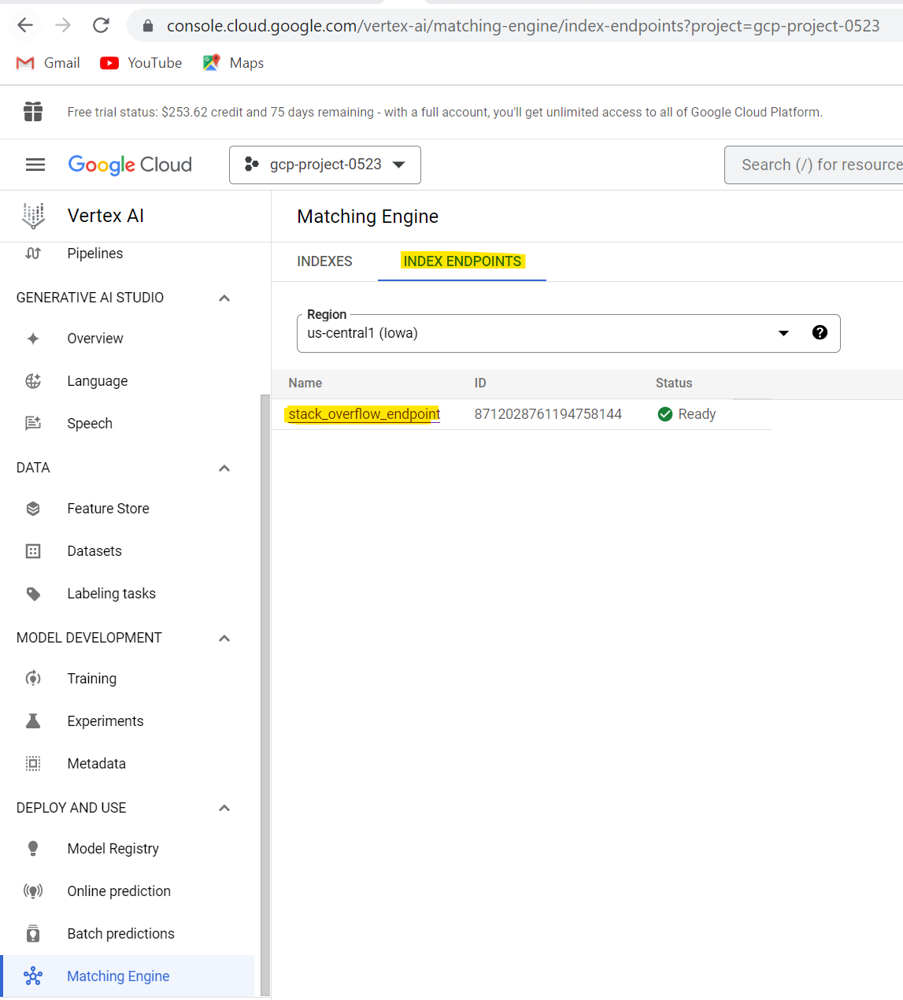 console.cloud.google.com/vertex-ai/matching-engine/index-endpoints?project=gcp-project-0523
Gmail YouTube Maps
Free trial status: $253.62 credit and 75 days remaining - with a full account, you'll get unlimited access to all of Google Cloud Platform.
Google Cloud gcp-project-0523 Search (/) for resource
Vertex AI
Pipelines
GENERATIVE AI STUDIO
Overview
Language
Speech
DATA
Feature Store
Datasets
Labeling tasks
MODEL DEVELOPMENT
Training
Experiments
Metadata
DEPLOY AND USE
Model Registry
Online prediction
Batch predictions
Matching Engine
Matching Engine
INDEXES INDEX ENDPOINTS
Region
us-central1 (Iowa)
Name ID Status
stack_overflow_endpoint 8712028761194758144 Ready